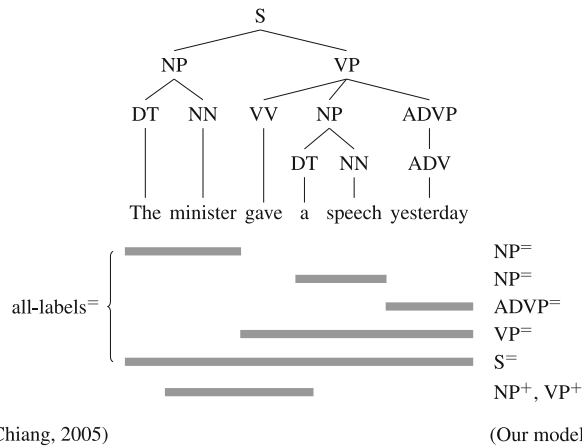 S
NP VP
DT NN VV NP ADVP
DT NN ADV
The minister gave a speech yesterday
NP=
NP=
all-labels= ADVP=
VP=
S=
NP+, VP+
Chiang, 2005) (Our model